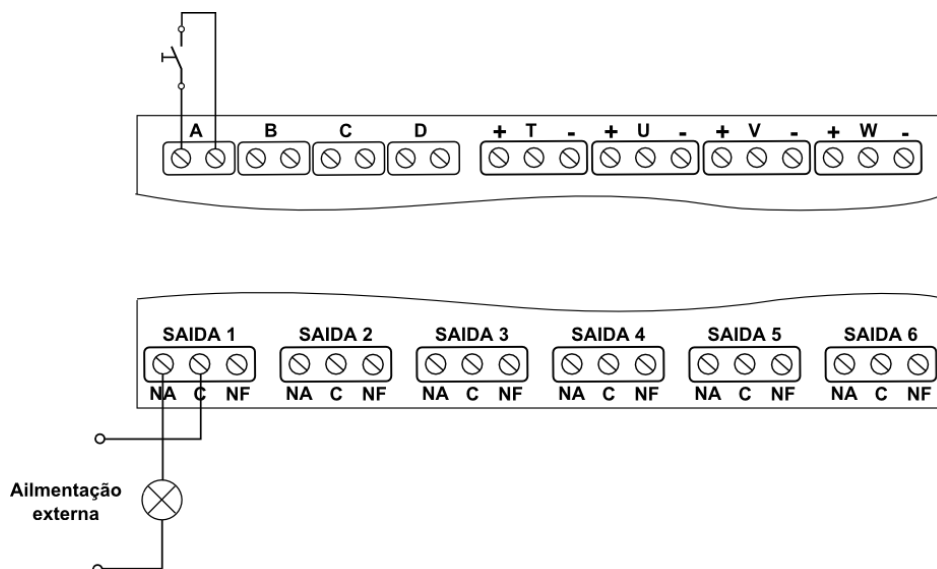 A B C D + T - + U - + V - + W -
SAIDA 1 SAIDA 2 SAIDA 3 SAIDA 4 SAIDA 5 SAIDA 6
NA C NF NA C NF NA C NF NA C NF NA C NF NA C NF
Ailmentação
externa